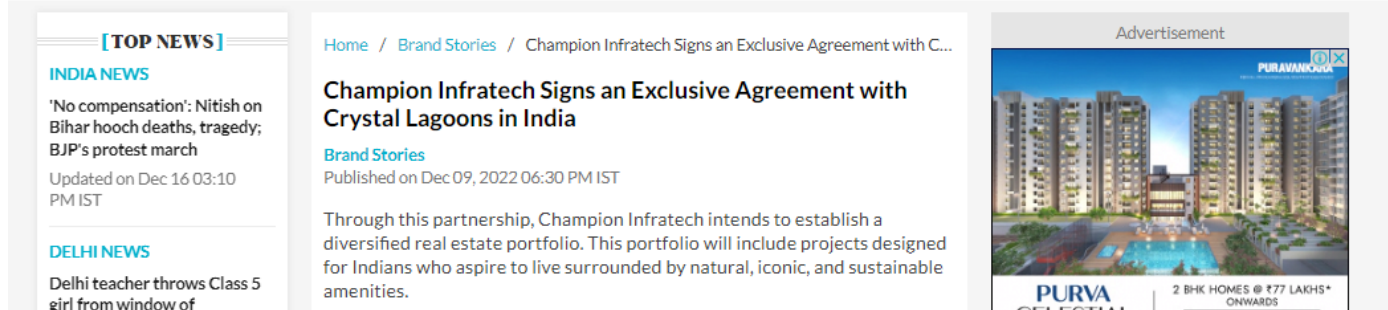 [TOP NEWS]
INDIA NEWS
'No compensation': Nitish on
Bihar hooch deaths, tragedy;
BJP's protest march
Updated on Dec 16 03:10
PM IST
DELHI NEWS
Delhi teacher throws Class 5
girl from window of
Home / Brand Stories / Champion Infratech Signs an Exclusive Agreement with C...
Champion Infratech Signs an Exclusive Agreement with
Crystal Lagoons in India
Brand Stories
Published on Dec 09, 2022 06:30 PM IST
Through this partnership, Champion Infratech intends to establish a
diversified real estate portfolio. This portfolio will include projects designed
for Indians who aspire to live surrounded by natural, iconic, and sustainable
amenities.
Advertisement
PURAVANKARA
PURVA
CELESTIAL
2 BHK HOMES @ ₹77 LAKHS*
ONWARDS